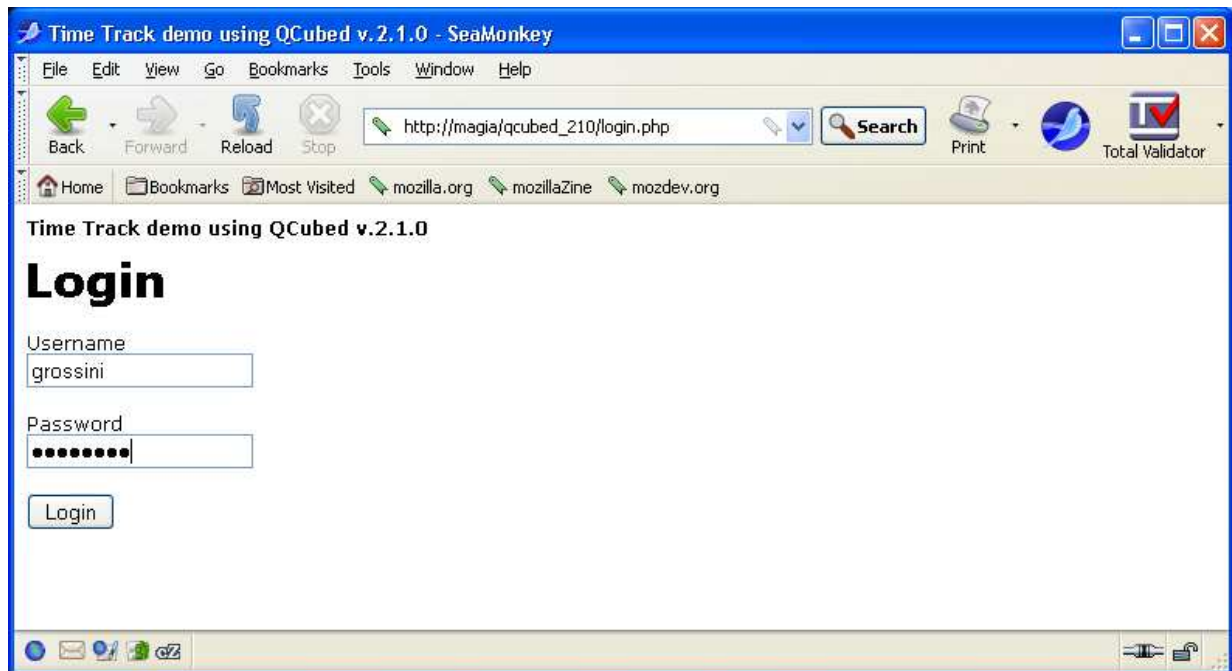 Time Track demo using QCubed v.2.1.0 - SeaMonkey
File Edit View Go Bookmarks Tools Window Help
Back Forward Reload Stop http://magia/qcubed_210/login.php Search Print Total Validator
Home Bookmarks Most Visited mozilla.org mozillaZine mozdev.org
Time Track demo using QCubed v.2.1.0
Login
Username
grossini
Password
••••••••
Login